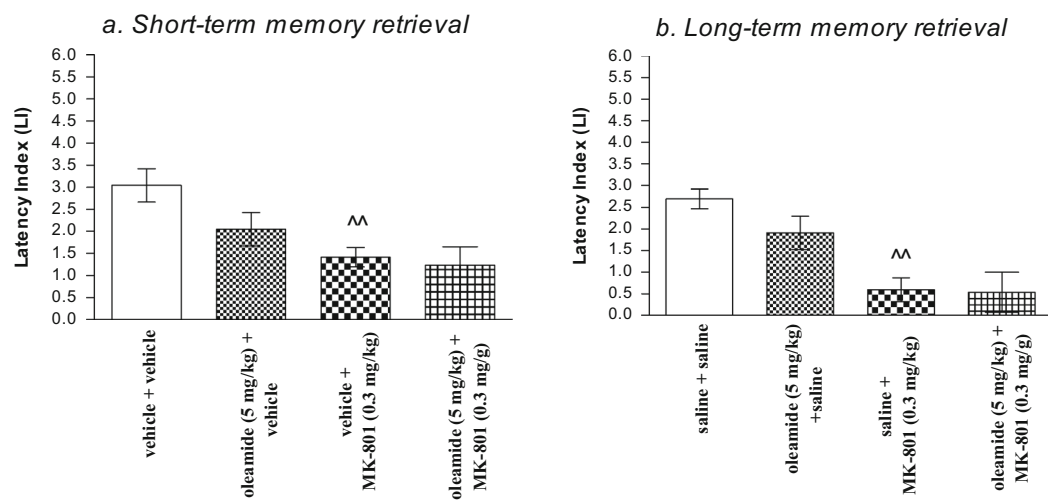 a. Short-term memory retrieval
Latency Index (LI)
6.0
5.5
5.0
4.5
4.0
3.5
3.0
2.5
2.0
1.5
1.0
0.5
0.0
^^
vehicle + vehicle
oleamide (5 mg/kg) +
vehicle
vehicle +
MK-801 (0.3 mg/kg)
oleamide (5 mg/kg) +
MK-801 (0.3 mg/g)
b. Long-term memory retrieval
Latency Index (LI)
6.0
5.5
5.0
4.5
4.0
3.5
3.0
2.5
2.0
1.5
1.0
0.5
0.0
^^
saline + saline
oleamide (5 mg/kg)
+saline
saline +
MK-801 (0.3 mg/kg)
oleamide (5 mg/kg) +
MK-801 (0.3 mg/g)